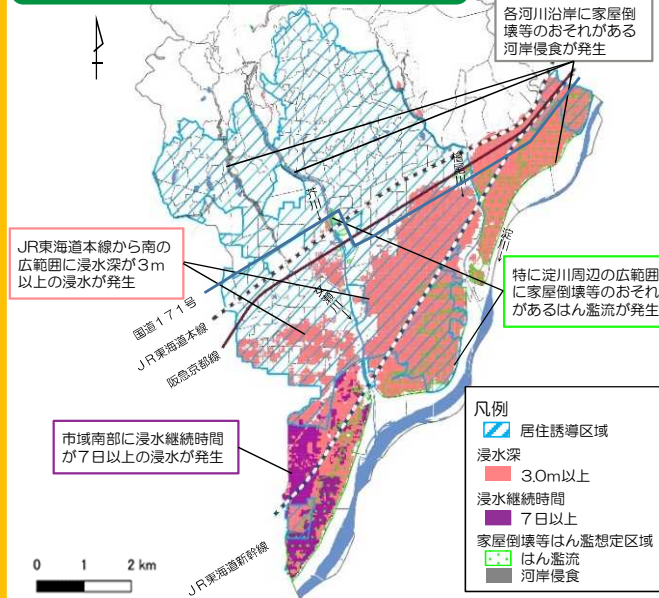 各河川沿岸に家屋倒
壊等のおそれがある
河岸侵食が発生
JR東海道本線から南の
広範囲に浸水深が3m
以上の浸水が発生
国道171号
JR東海道本線
阪急京都線
芥川
女瀬川
特に淀川周辺の広範囲
に家屋倒壊等のおそれ
があるはん濫流が発生
市域南部に浸水継続時間
が7日以上の浸水が発生
凡例
居住誘導区域
浸水深
3.0m以上
浸水継続時間
7日以上
家屋倒壊等はん濫想定区域
はん濫流
河岸侵食
0 1 2 km
JR東海道新幹線